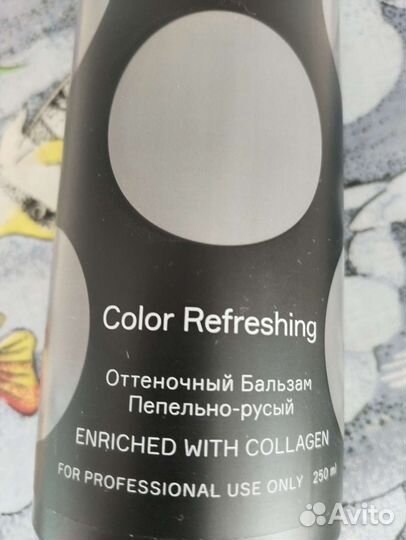 Color Refreshing
Оттеночный Бальзам
Пепельно-русый
ENRICHED WITH COLLAGEN
FOR PROFESSIONAL USE ONLY 250 ml
Avito